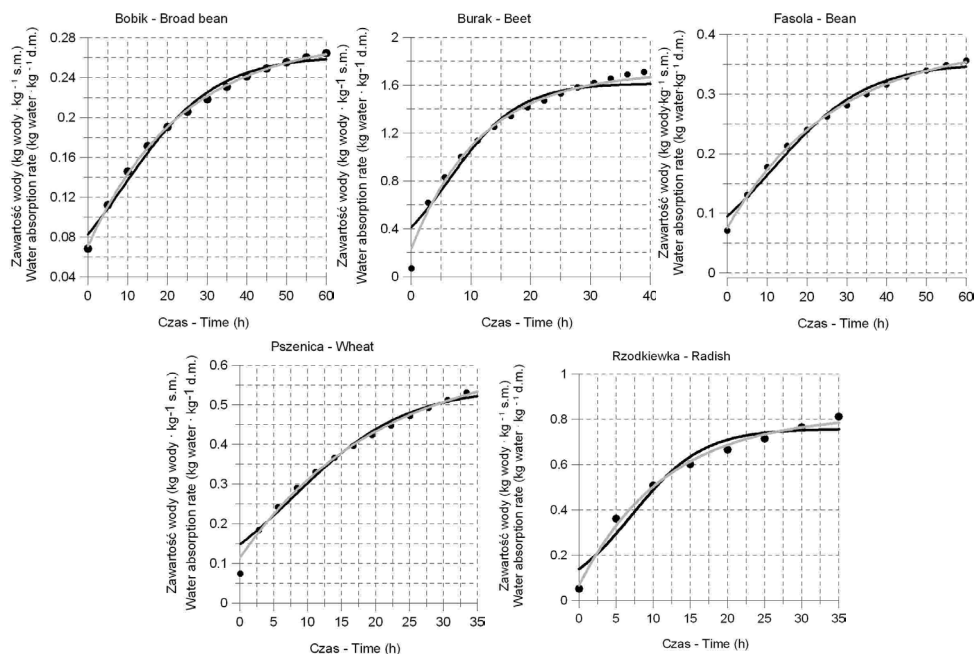 Bobik - Broad bean
Zawartość wody (kg wody · kg⁻¹ s.m.)
Water absorption rate (kg water · kg⁻¹ d.m.)
0.28
0.24
0.2
0.16
0.12
0.08
0.04
0 10 20 30 40 50 60
Czas - Time (h)
Burak - Beet
Zawartość wody (kg wody · kg-¹ s.m.)
Water absorption rate (kg water · kg⁻¹ d.m.)
2
1.6
1.2
0.8
0.4
0
0 10 20 30 40
Czas - Time (h)
Fasola - Bean
Zawartość wody (kg wody·kg⁻¹ s.m.)
Water absorption rate (kg water·kg⁻¹ d.m.)
0.4
0.3
0.2
0.1
0
0 10 20 30 40 50 60
Czas - Time (h)
Pszenica - Wheat
Zawartość wody (kg wody · kg-¹ s.m.)
Water absorption rate (kg water · kg⁻¹ d.m.)
0.6
0.5
0.4
0.3
0.2
0.1
0
0 5 10 15 20 25 30 35
Czas - Time (h)
Rzodkiewka - Radish
Zawartość wody (kg wody · kg ⁻¹ s.m.)
Water absorption rate (kg water · kg ⁻¹ d.m.)
1
0.8
0.6
0.4
0.2
0
0 5 10 15 20 25 30 35
Czas - Time (h)